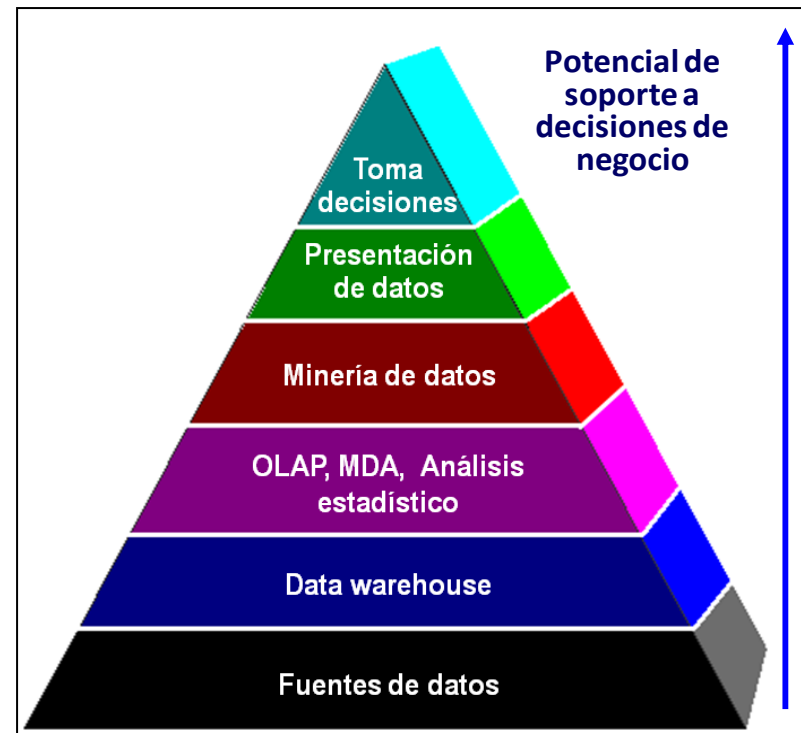 Potencial de
soporte a
decisiones de
negocio
Toma
decisiones
Presentación
de datos
Minería de datos
OLAP, MDA, Análisis
estadístico
Data warehouse
Fuentes de datos